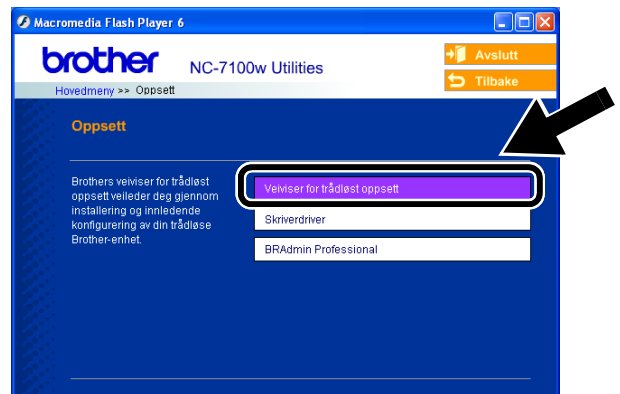 Macromedia Flash Player 6
brother
NC-7100w Utilities
Avslutt
Tilbake
Hovedmeny >> Oppsett
Oppsett
Brothers veiviser for trådløst
oppsett veileder deg gjennom
installering og innledende
konfigurering av din trådløse
Brother-enhet.
Veiviser for trådløst oppsett
Skriverdriver
BRAdmin Professional